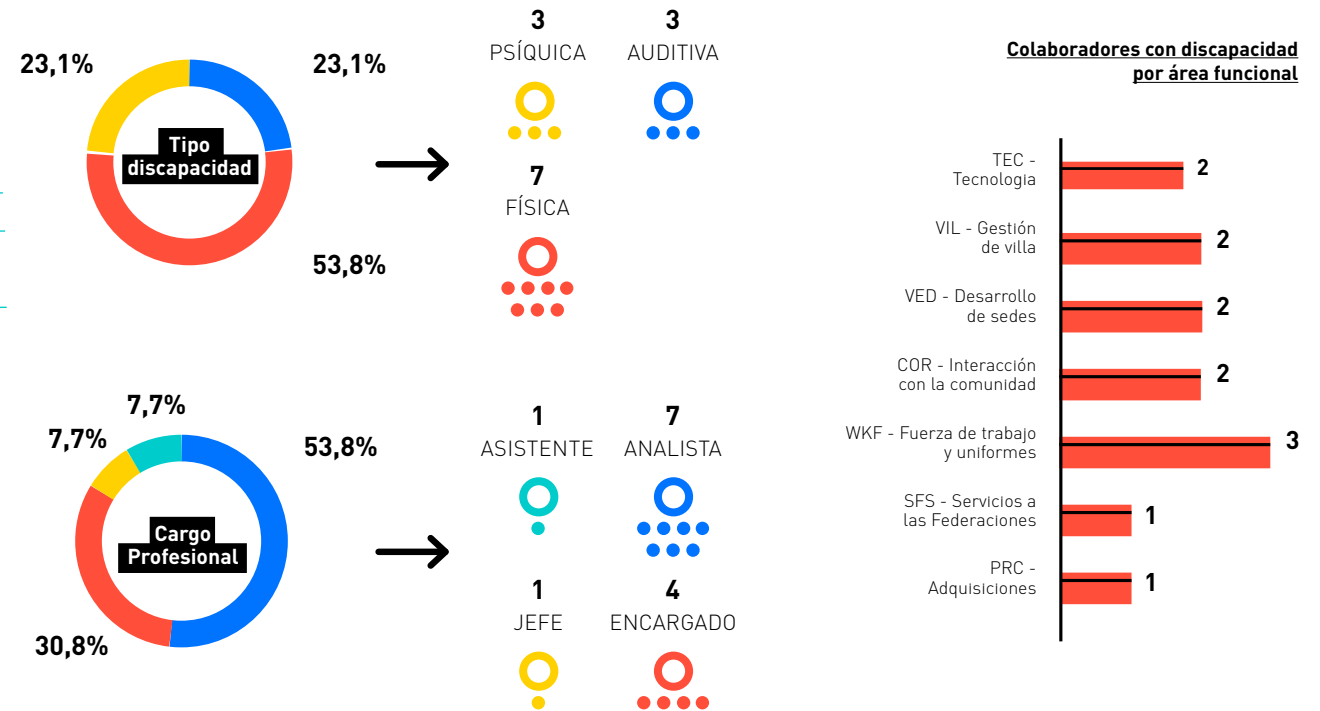 23,1%
23,1%
Tipo
discapacidad
53,8%
3
PSÍQUICA
3
AUDITIVA
7
FÍSICA
7,7%
7,7%
53,8%
Cargo
Profesional
30,8%
1
ASISTENTE
7
ANALISTA
1
JEFE
4
ENCARGADO
Colaboradores con discapacidad
por área funcional
TEC -
Tecnologia
2
VIL - Gestión
de villa
2
VED - Desarrollo
de sedes
2
COR - Interacción
con la comunidad
2
WKF - Fuerza de trabajo
y uniformes
3
SFS - Servicios a
las Federaciones
1
PRC -
Adquisiciones
1